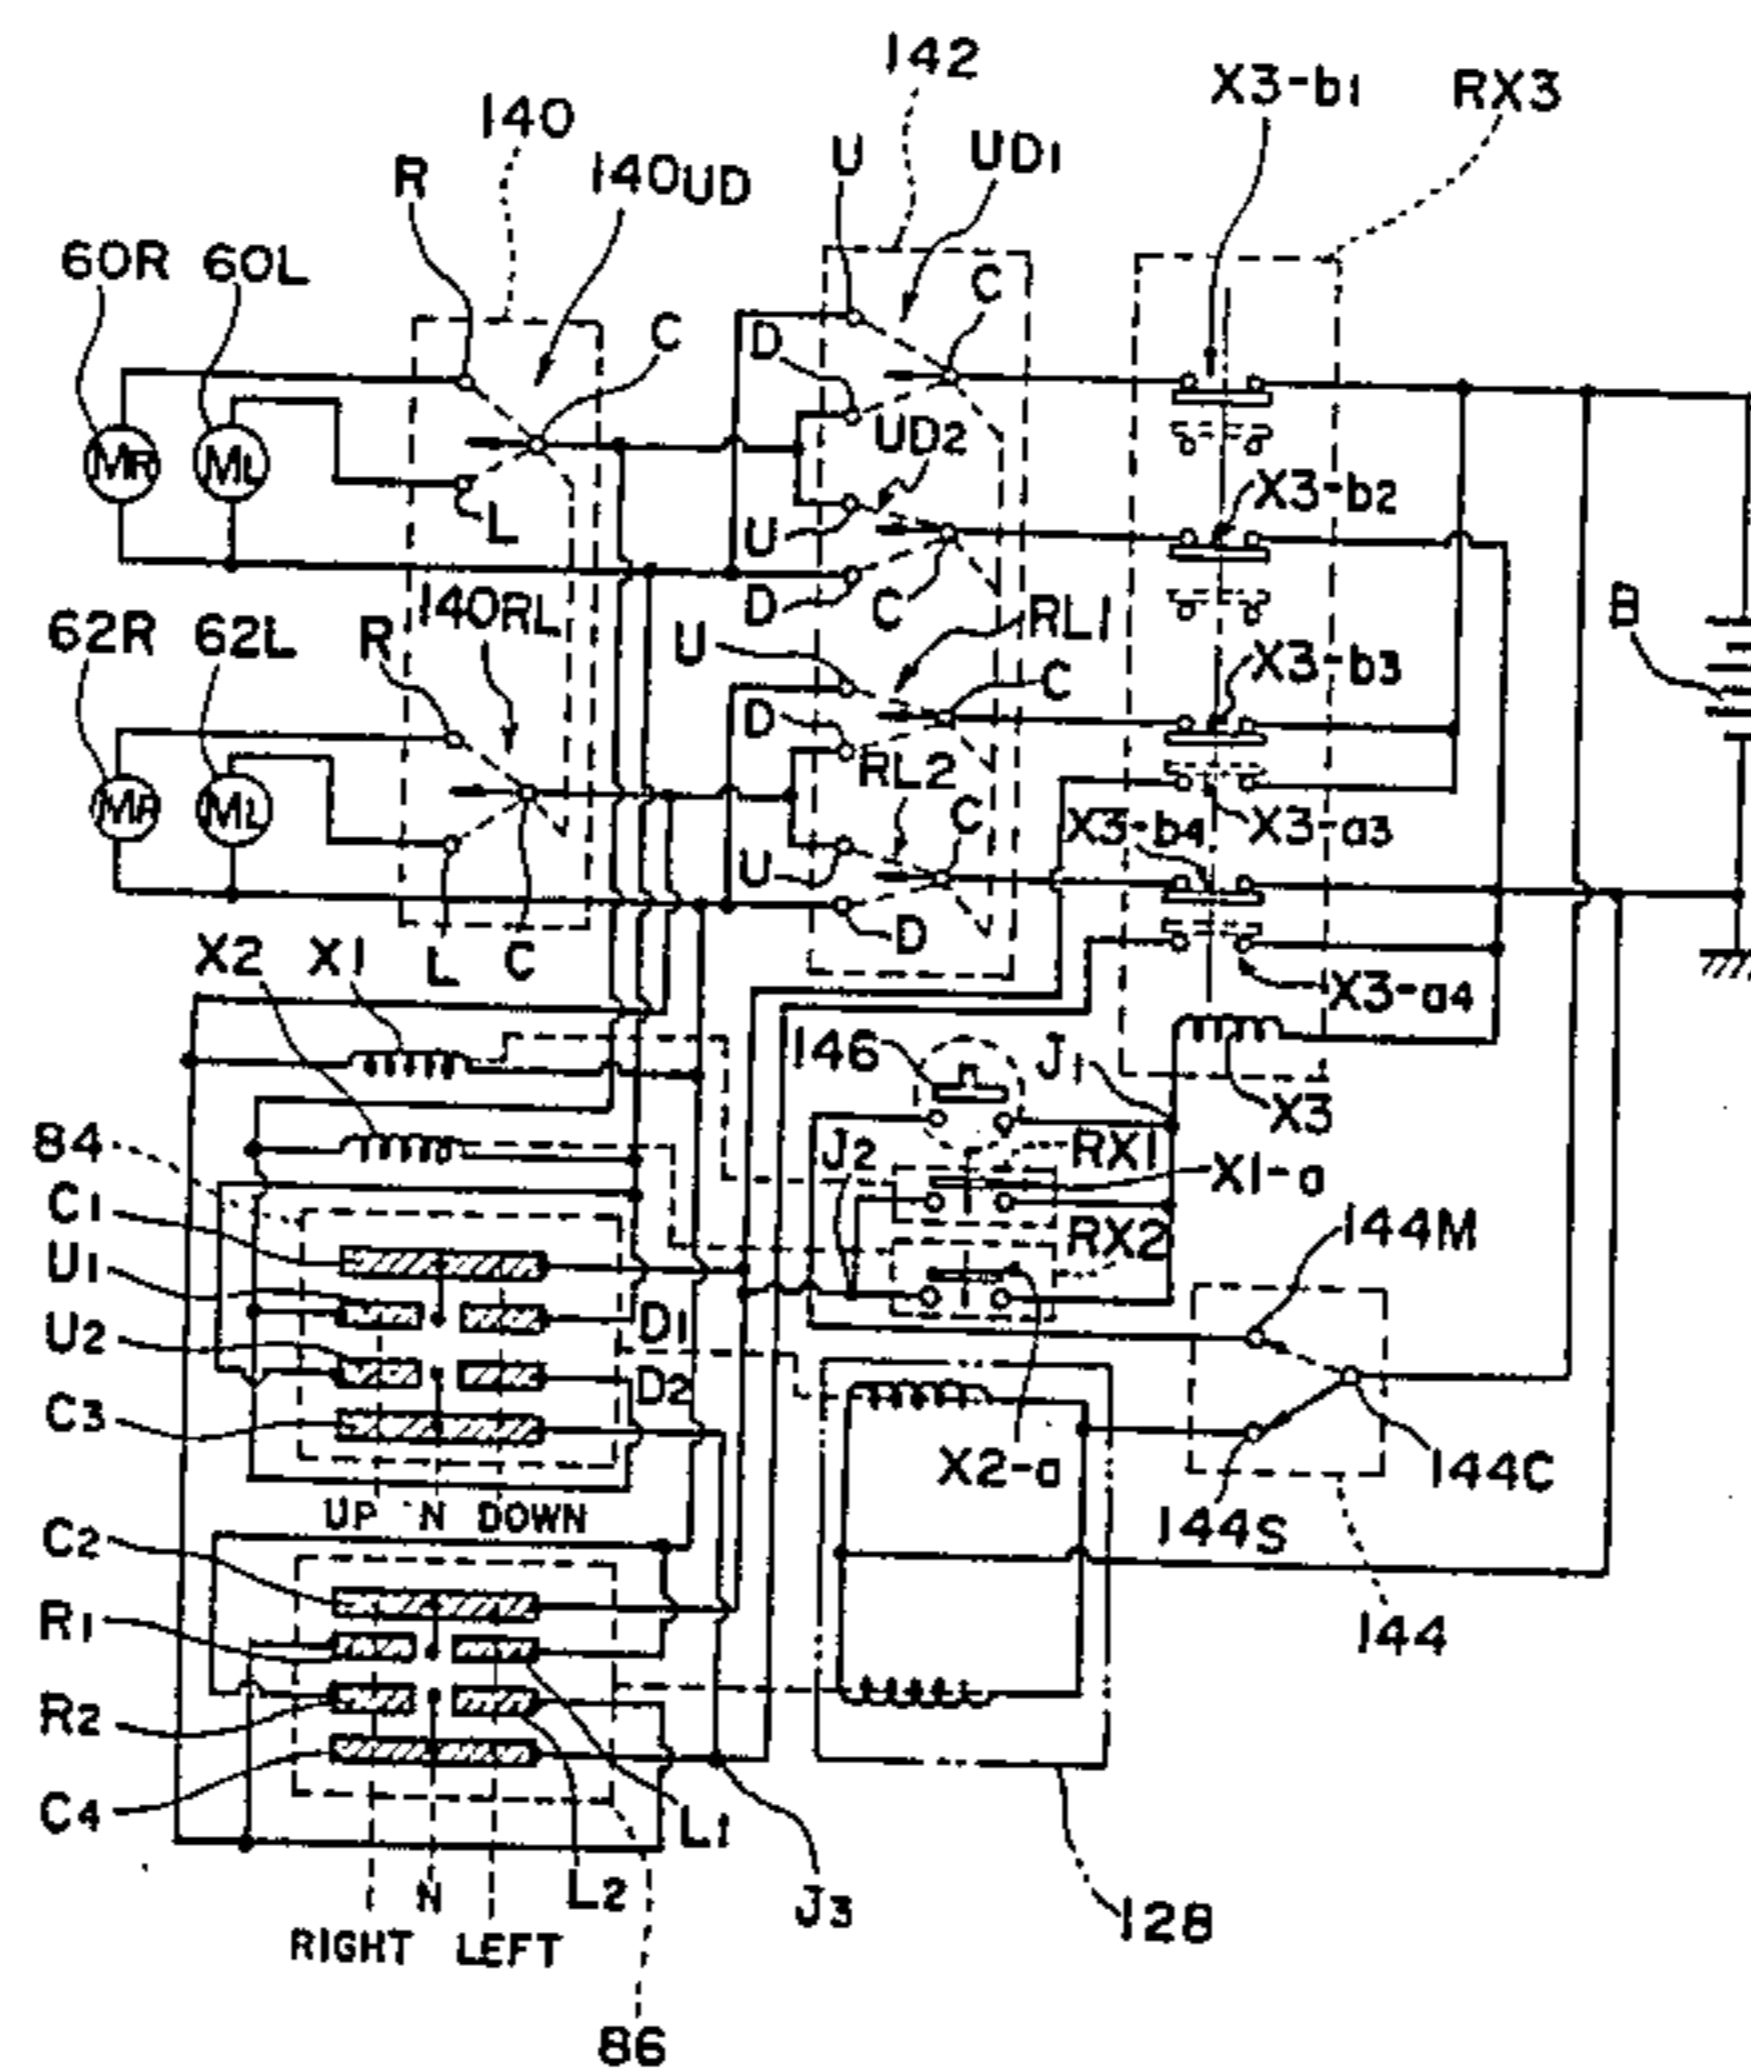 142
X3-b1
RX3
140
R
140UD
U
UD1
60R
60L
C
C
D
MR
ML
UD2
L
X3-b2
U
D
C
B
62R
62L
R
140RL
U
RL1
C
X3-b3
D
RL2
MR
ML
C
X3-b4
X3-a3
U
D
L
C
X2
X1
X3-a4
146
J1
X3
84
J2
RX1
X1-a
C1
U1
RX2
144M
U2
D1
D2
C3
X2-a
144C
UP
N
DOWN
144S
C2
R1
144
R2
C4
L1
N
L2
J3
128
RIGHT
LEFT
86